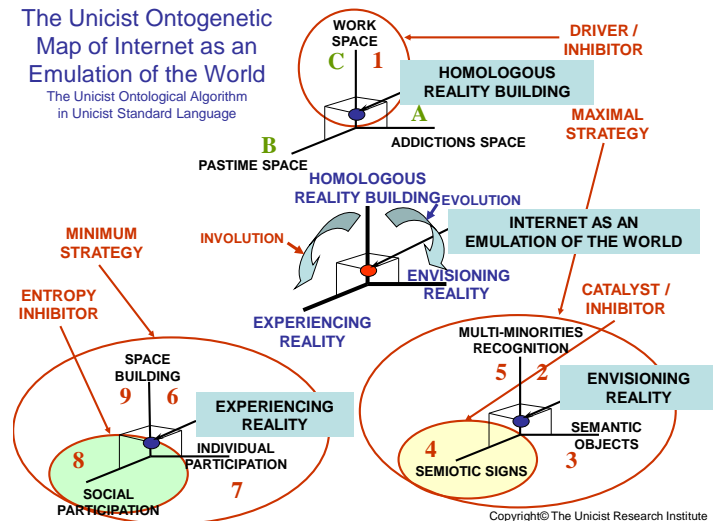 The Unicist Ontogenetic
Map of Internet as an
Emulation of the World
The Unicist Ontological Algorithm
in Unicist Standard Language
WORK
SPACE
C 1
DRIVER /
INHIBITOR
HOMOLOGOUS
REALITY BUILDING
A
ADDICTIONS SPACE
B
PASTIME SPACE
MAXIMAL
STRATEGY
HOMOLOGOUS
REALITY BUILDING
EVOLUTION
INVOLUTION
INTERNET AS AN
EMULATION OF THE WORLD
ENVISIONING
REALITY
EXPERIENCING
REALITY
MINIMUM
STRATEGY
ENTROPY
INHIBITOR
CATALYST /
INHIBITOR
SPACE
BUILDING
9 6
EXPERIENCING
REALITY
8
INDIVIDUAL
PARTICIPATION
7
SOCIAL
PARTICIPATION
MULTI-MINORITIES
RECOGNITION
5 2
ENVISIONING
REALITY
4
SEMANTIC
OBJECTS
SEMIOTIC SIGNS
3
Copyright© The Unicist Research Institute